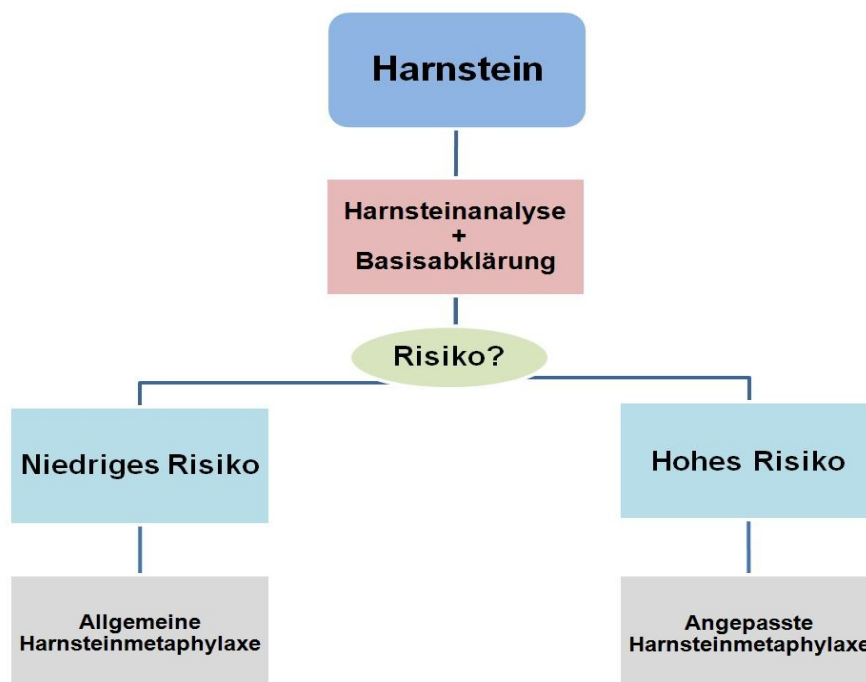 Harnstein
Harnsteinanalyse
+
Basisabklärung
Risiko?
Niedriges Risiko
Hohes Risiko
Allgemeine
Harnsteinmetaphylaxe
Angepasste
Harnsteinmetaphylaxe